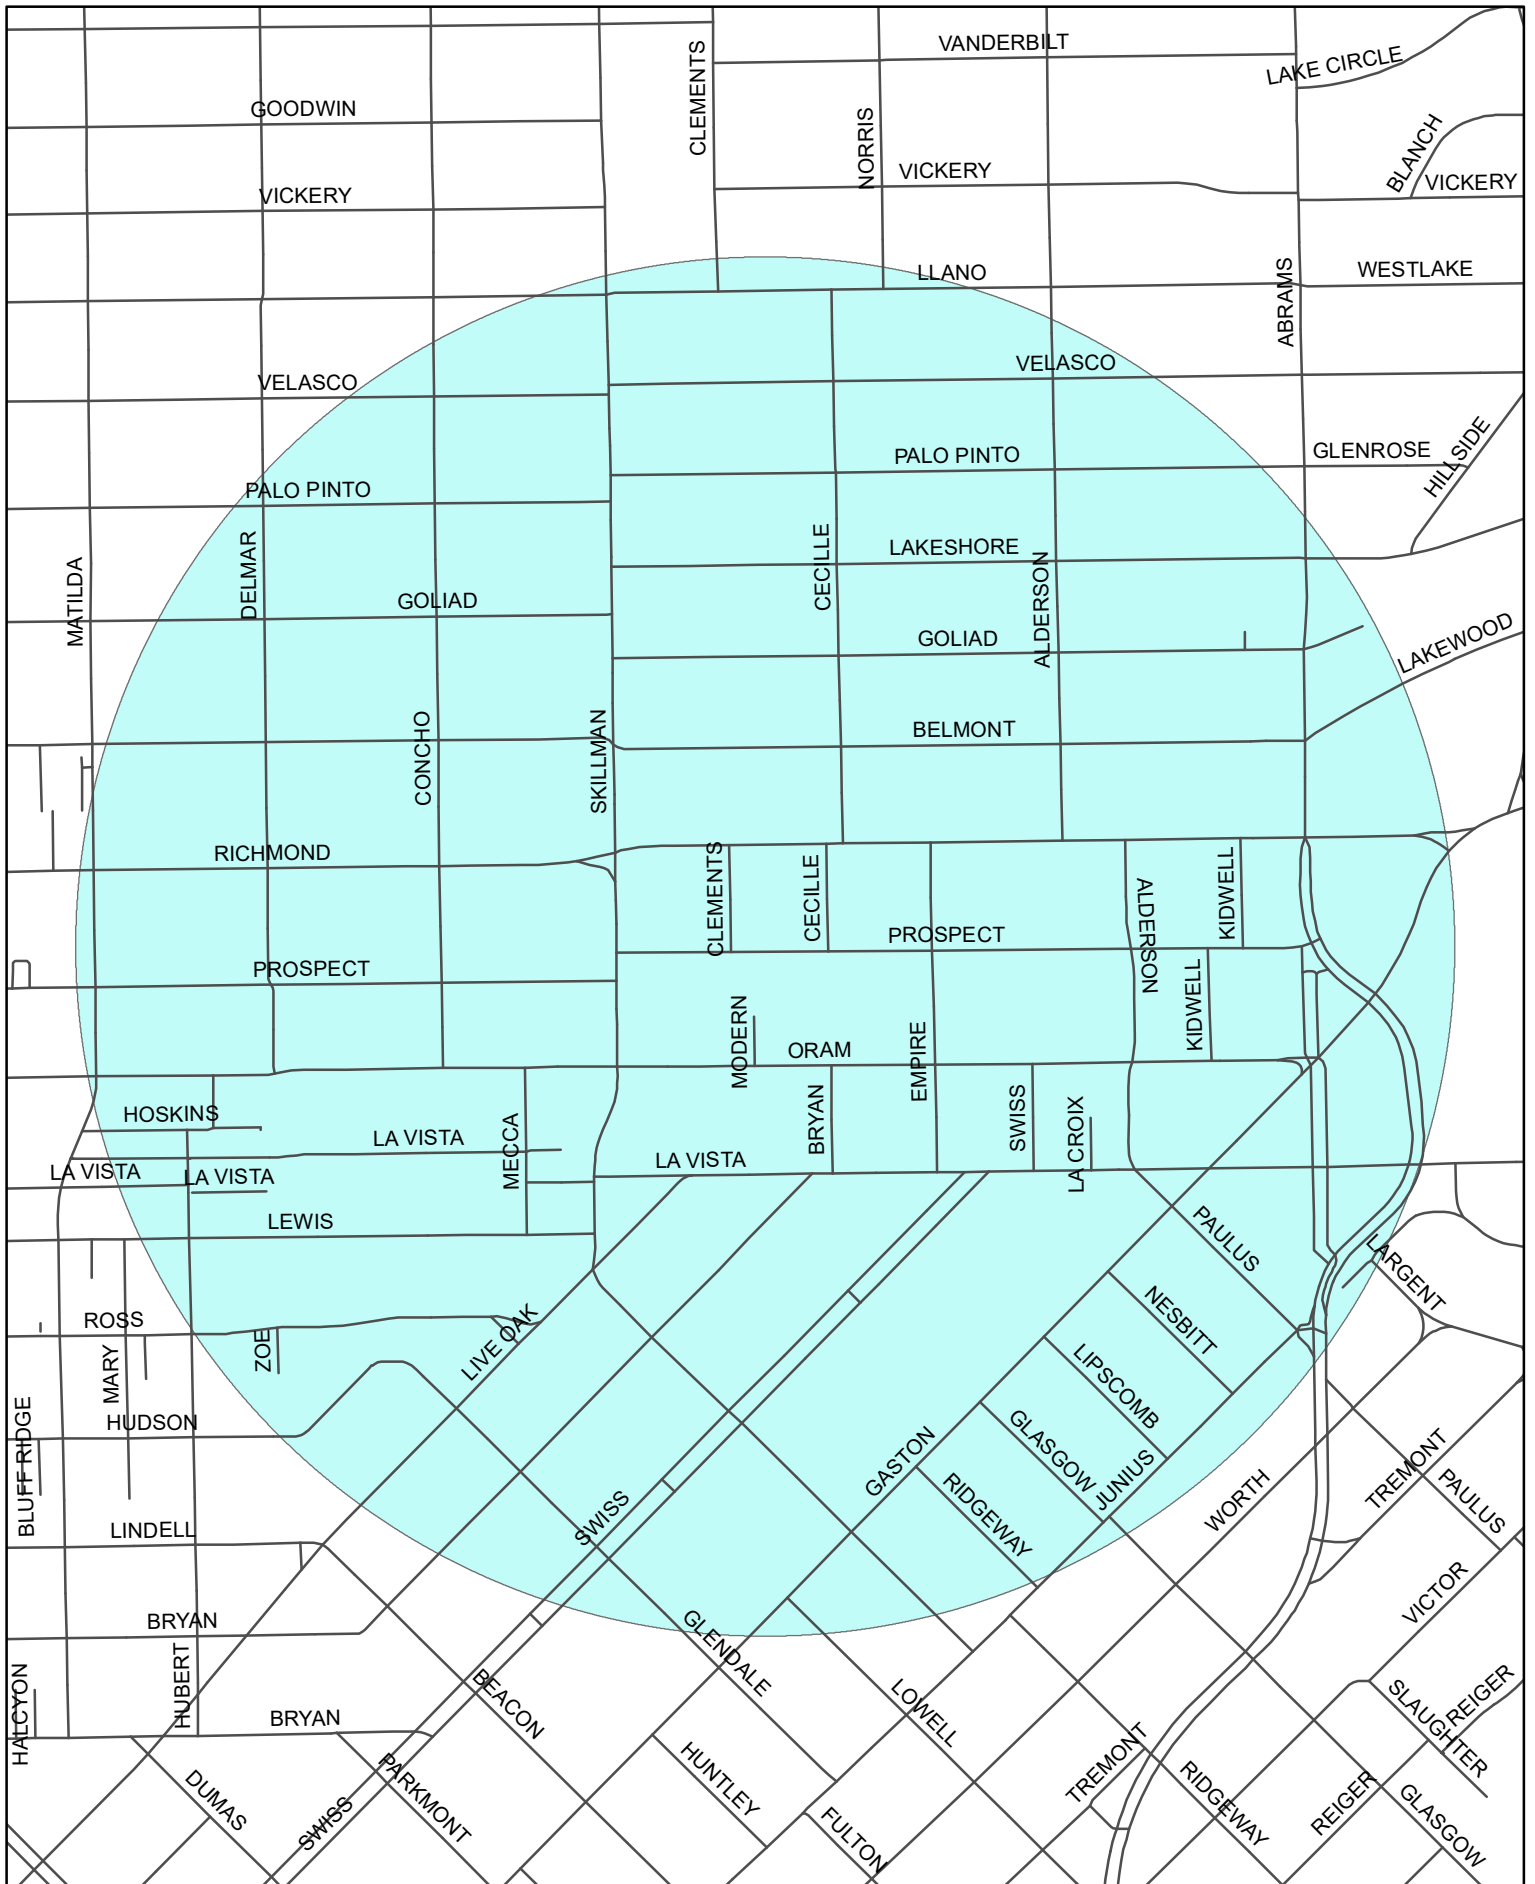 VANDERBILT
LAKE CIRCLE
CLEMENTS
GOODWIN
NORRIS
BLANCH
VICKERY
VICKERY
VICKERY
LLANO
WESTLAKE
ABRAMS
VELASCO
VELASCO
PALO PINTO
GLENROSE
HILLSIDE
PALO PINTO
LAKESHORE
CECILLE
DELMAR
MATILDA
ALDERSON
GOLIAD
GOLIAD
LAKEWOOD
BELMONT
CONCHO
SKILLMAN
RICHMOND
CLEMENTS
CECILLE
KIDWELL
ALDERSON
PROSPECT
PROSPECT
KIDWELL
MODERN
ORAM
EMPIRE
HOSKINS
BRYAN
SWISS
LA CROIX
LA VISTA
MECCA
LA VISTA
LA VISTA
LA VISTA
LEWIS
PAULUS
LARGENT
ROSS
ZOE
LIVE OAK
NESBITT
MARY
LIPSCOMB
BLUFF RIDGE
HUDSON
GLASGOW
GASTON
JUNIUS
TREMONT
RIDGEWAY
WORTH
PAULUS
LINDELL
SWISS
VICTOR
BRYAN
GLENDALE
HUBERT
HALCYON
BEACON
LOWELL
REIGER
SLAUGHTER
BRYAN
TREMONT
PARKMONT
HUNTLEY
RIDGEWAY
REIGER
GLASGOW
DUMAS
SWISS
FULTON